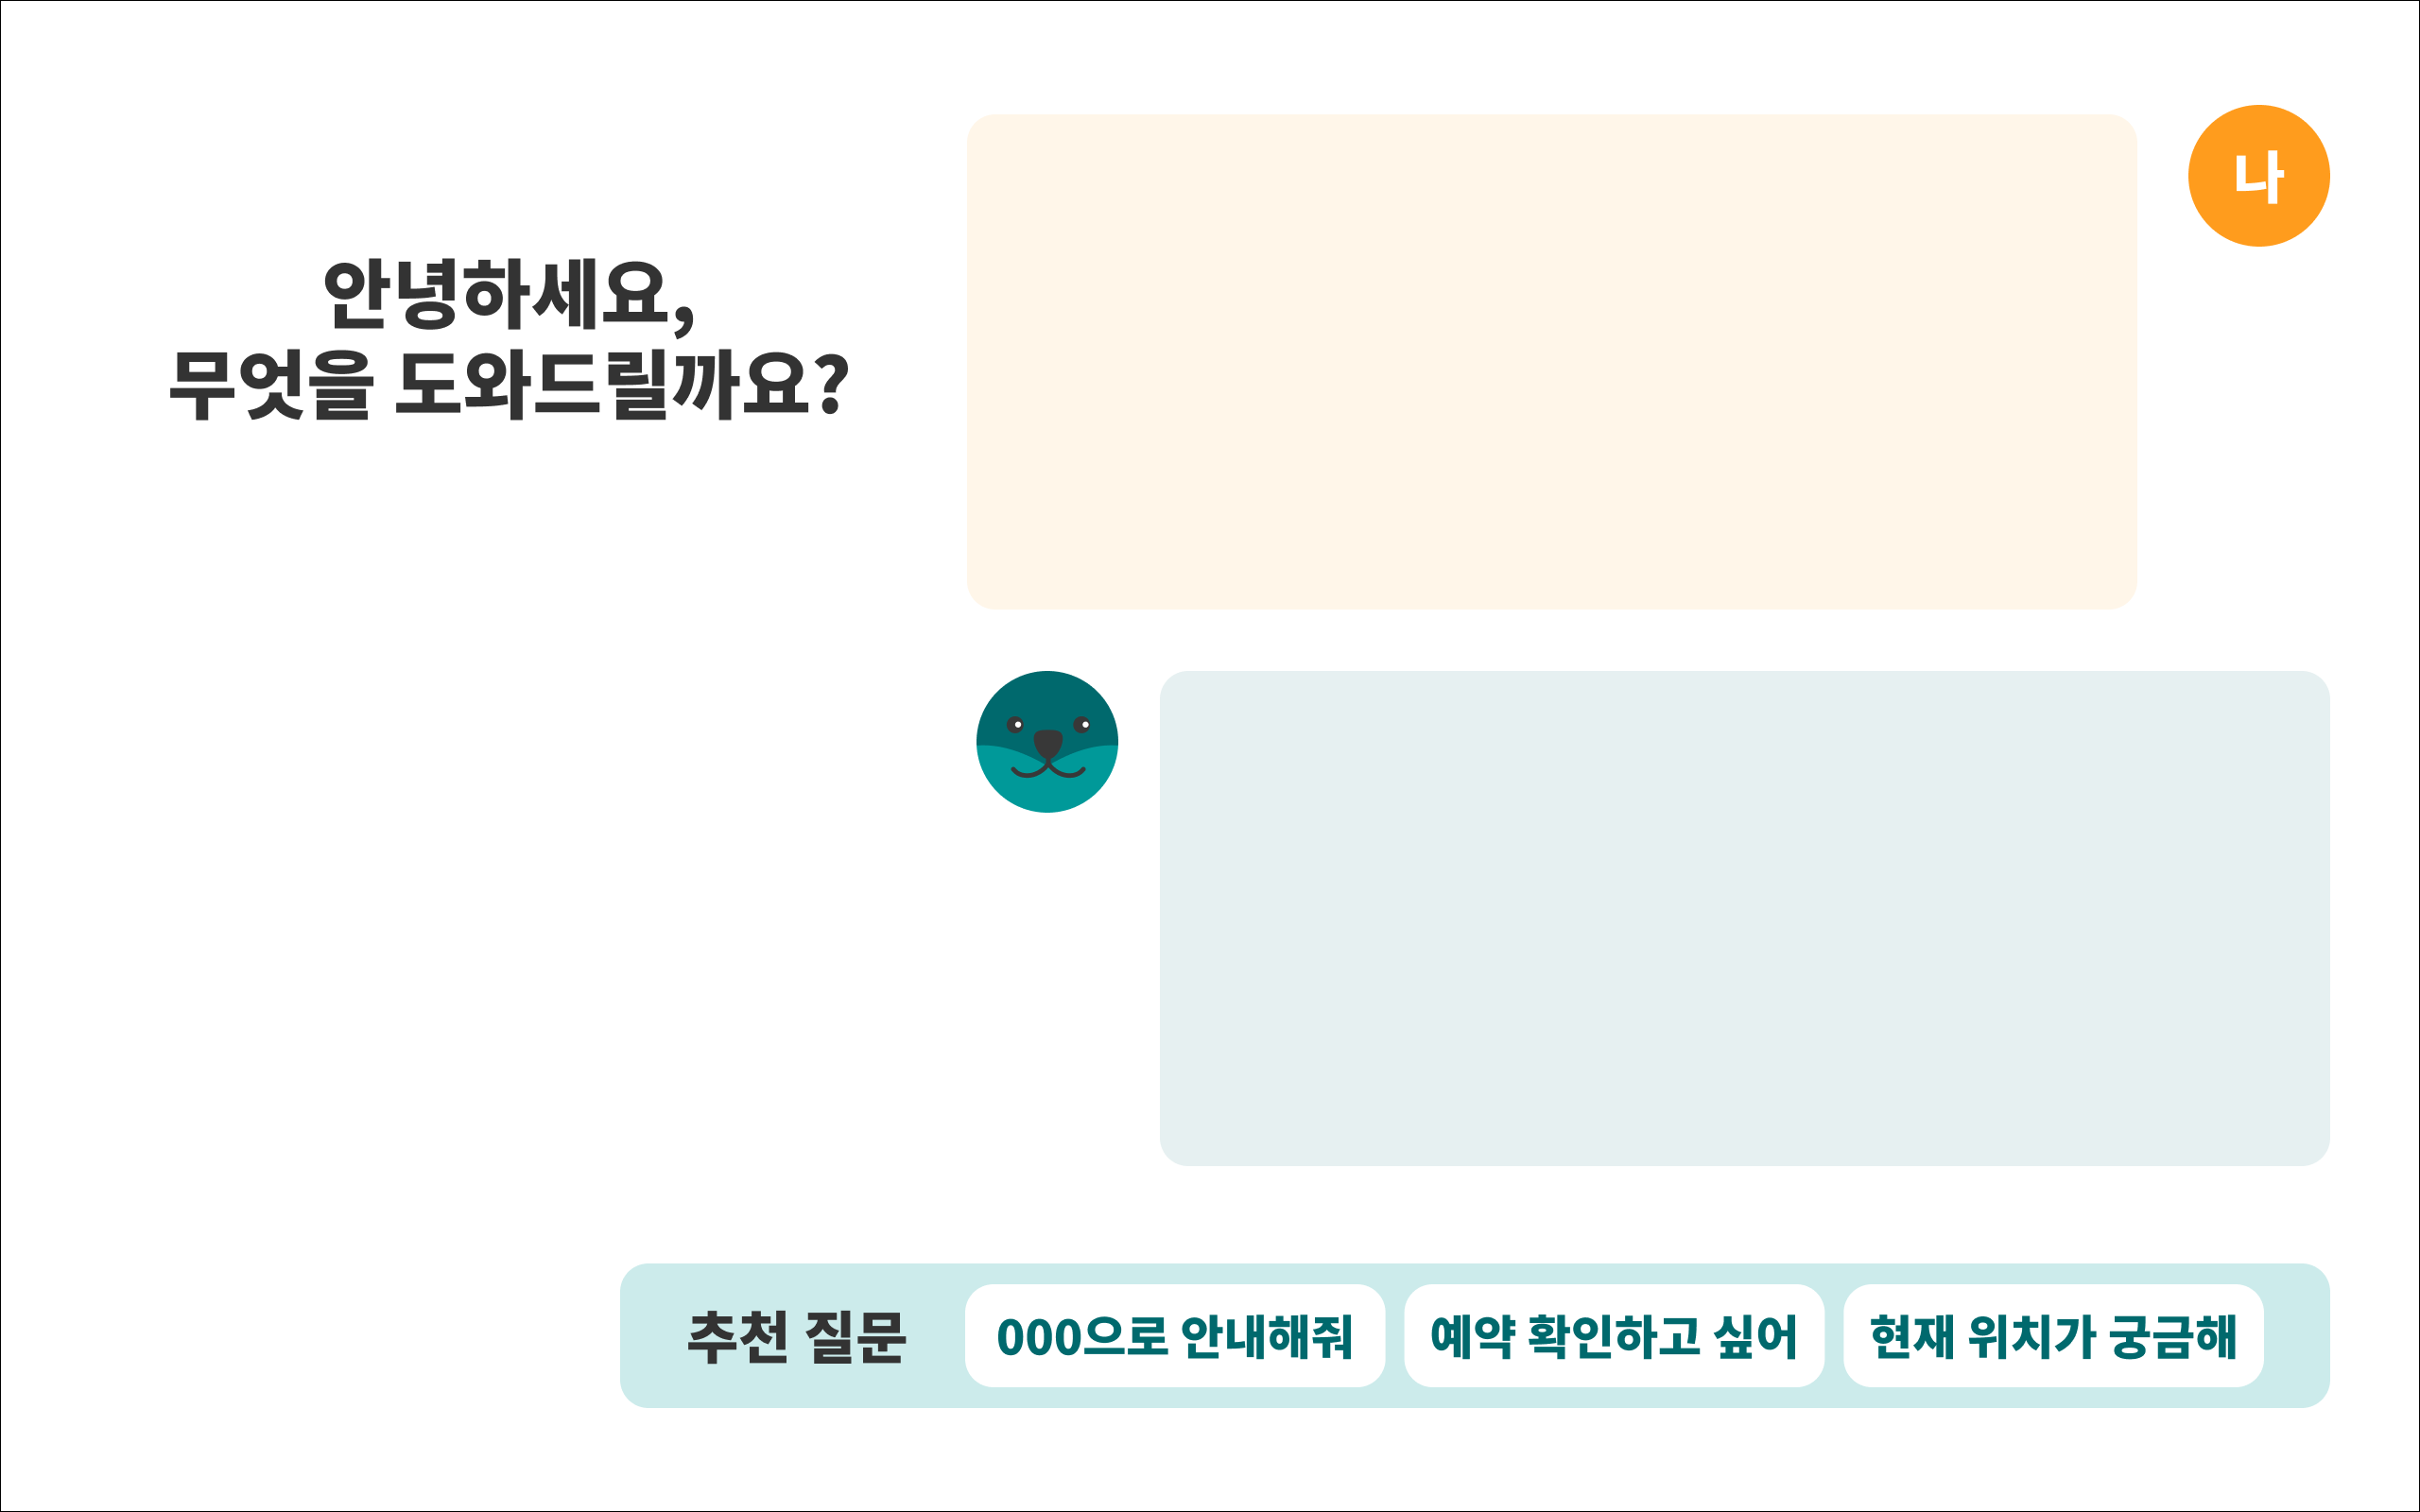 나
안녕하세요,
무엇을 도와드릴까요?
추천 질문
000으로 안내해줘
예약 확인하고 싶어
현재 위치가 궁금해